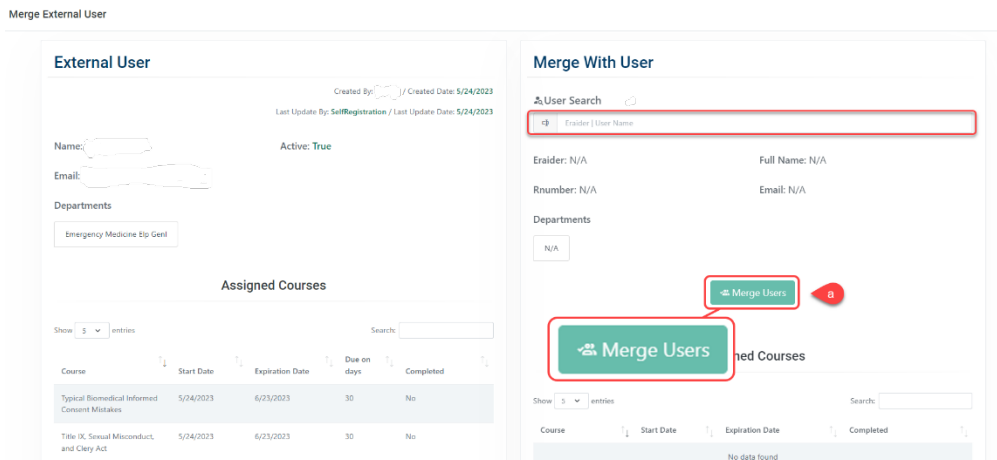 Merge External User
External User
Created By: / Created Date: 5/24/2023
Last Update By: SelfRegistration / Last Update Date: 5/24/2023
Name:
Active: True
Email:
Departments
Emergency Medicine Elp Genl
Assigned Courses
Show 5 entries
Search:
Course Start Date Expiration Date Due on days Completed
Typical Biomedical Informed Consent Mistakes 5/24/2023 6/23/2023 30 No
Title IX, Sexual Misconduct, and Clery Act 5/24/2023 6/23/2023 30 No
Merge With User
User Search
Eraider | User Name
Eraider: N/A
Full Name: N/A
Rnumber: N/A
Email: N/A
Departments
N/A
Merge Users
a
Merge Users
ned Courses
Show 5 entries
Search:
Course Start Date Expiration Date Completed
No data found